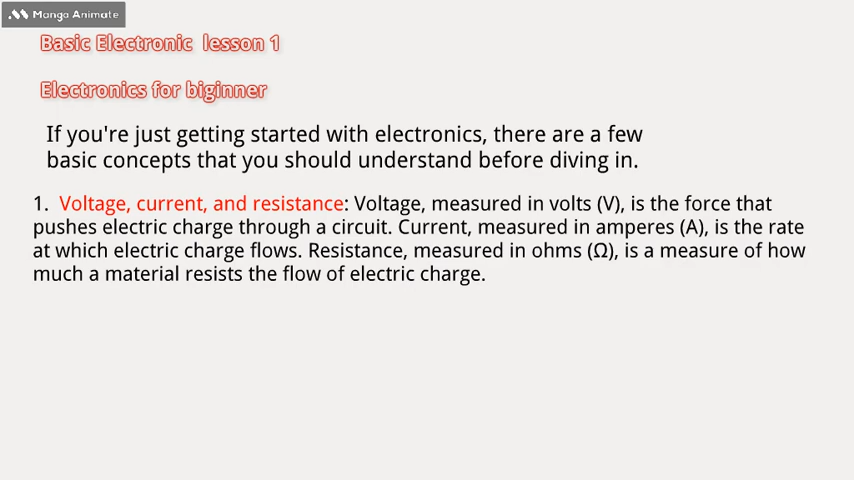 Manga Animate
Basic Electronic lesson 1
Electronics for biginner
If you're just getting started with electronics, there are a few
basic concepts that you should understand before diving in.
1. Voltage, current, and resistance: Voltage, measured in volts (V), is the force that
pushes electric charge through a circuit. Current, measured in amperes (A), is the rate
at which electric charge flows. Resistance, measured in ohms (Ω), is a measure of how
much a material resists the flow of electric charge.